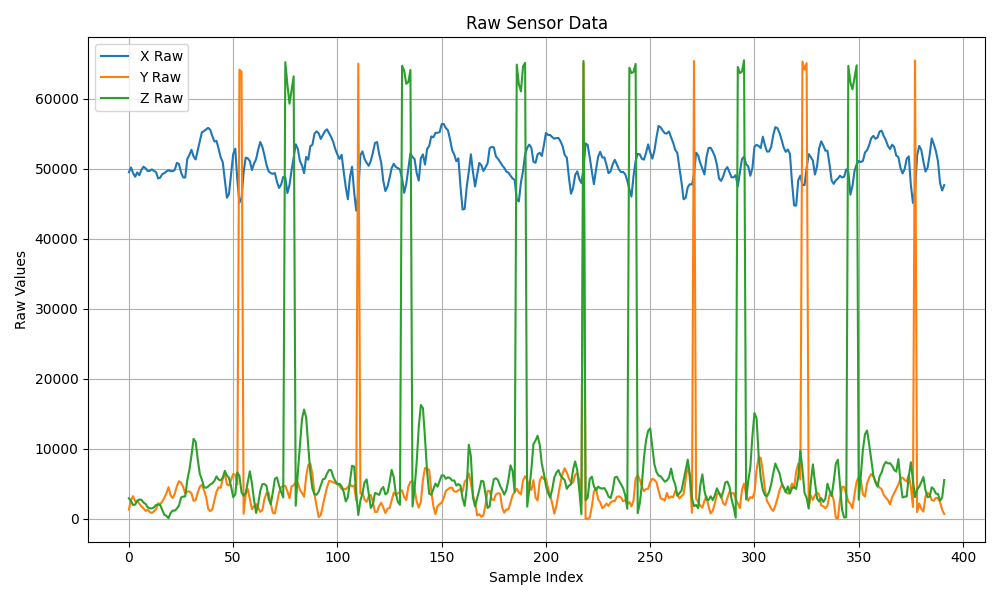 Raw Sensor Data
X Raw
Y Raw
Z Raw
Raw Values
60000
50000
40000
30000
20000
10000
0
0 50 100 150 200 250 300 350 400
Sample Index